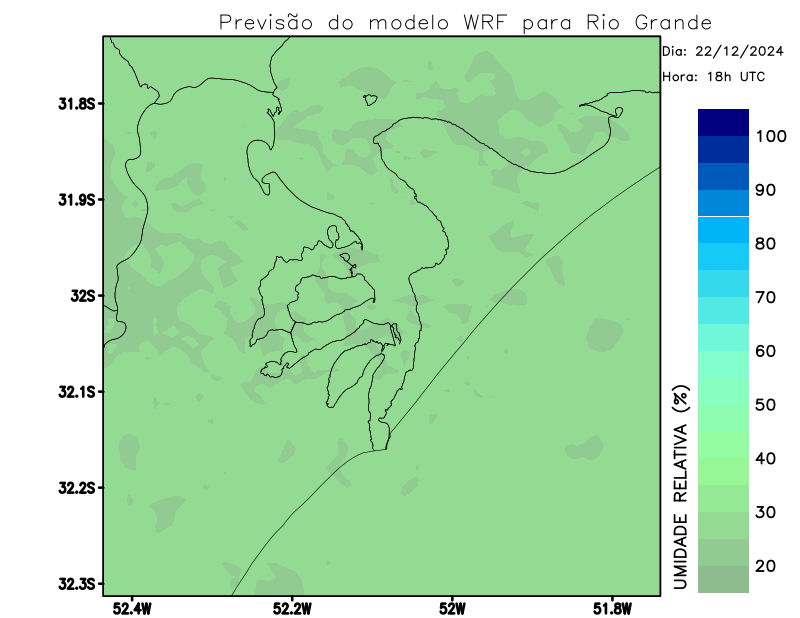 Previsão do modelo WRF para Rio Grande
Dia: 22/12/2024
Hora: 18h UTC
31.8S
31.9S
32S
32.1S
32.2S
32.3S
52.4W
52.2W
52W
51.8W
100
90
80
70
60
50
40
30
20
UMIDADE RELATIVA (%)